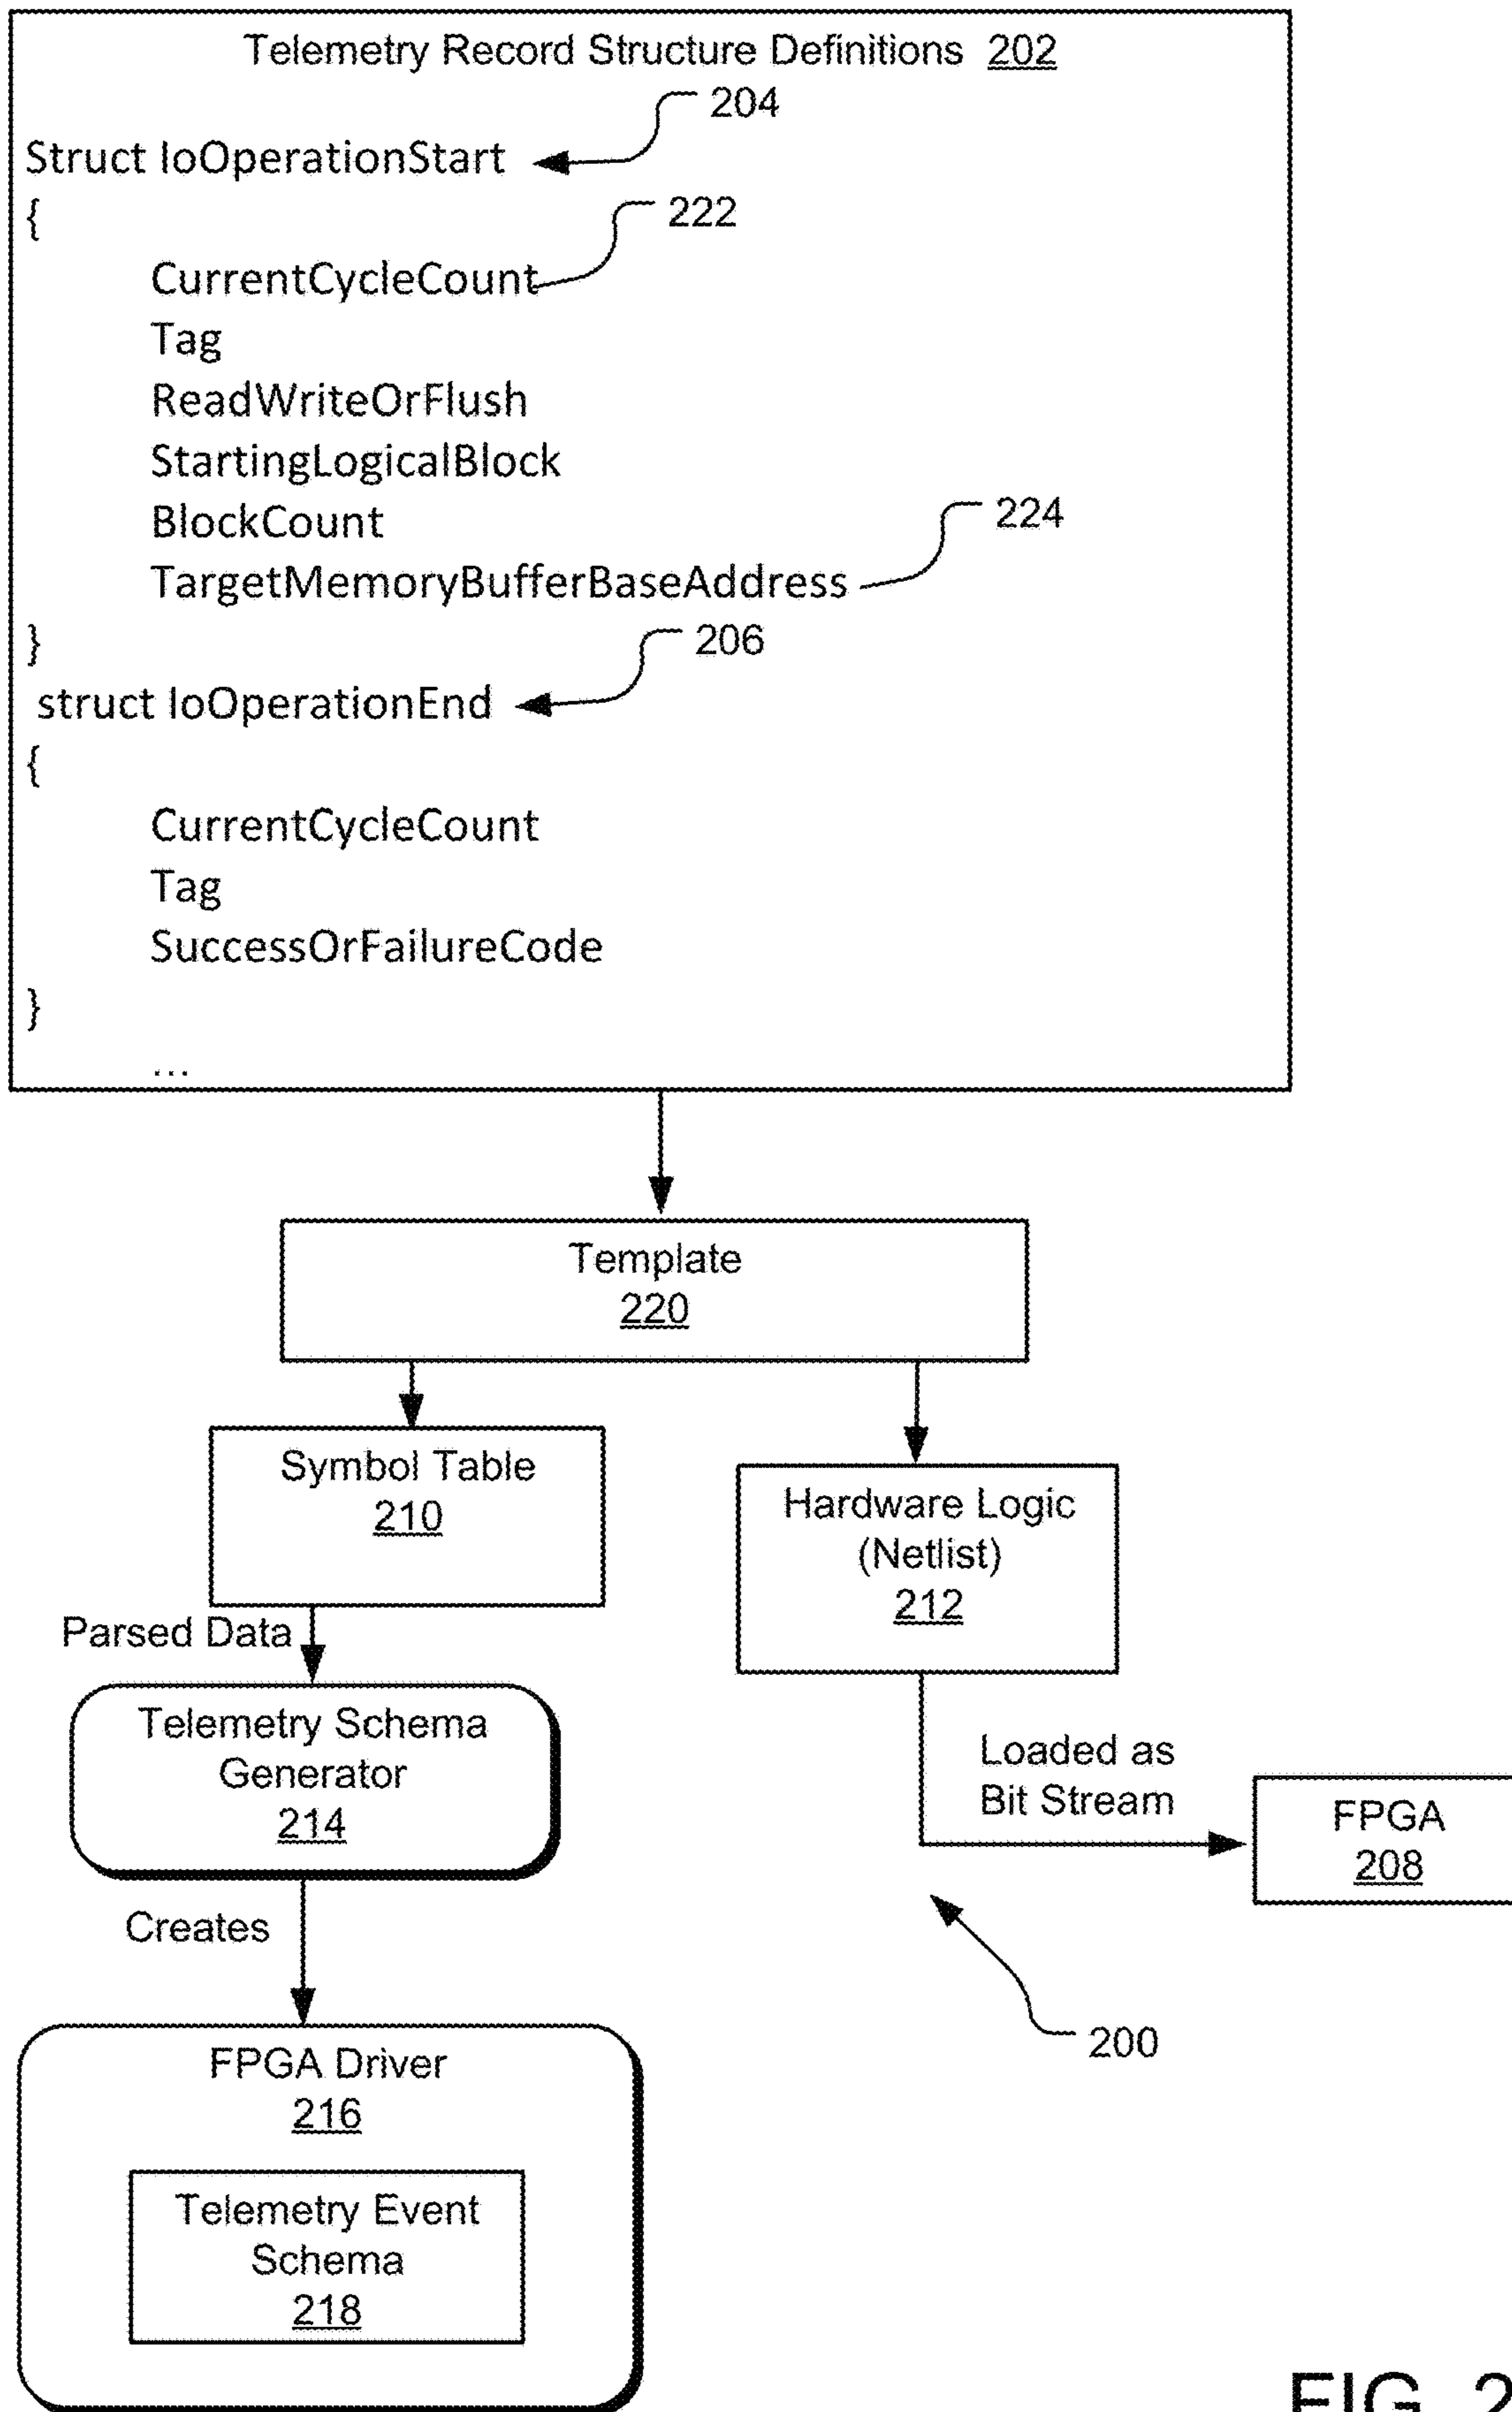 Telemetry Record Structure Definitions 202
204
Struct IoOperationStart
{
222
CurrentCycleCount
Tag
ReadWriteOrFlush
StartingLogicalBlock
BlockCount
224
TargetMemoryBufferBaseAddress
}
206
struct IoOperationEnd
{
CurrentCycleCount
Tag
SuccessOrFailureCode
}
...
Template
220
Symbol Table
210
Hardware Logic
(Netlist)
212
Parsed Data
Telemetry Schema
Generator
214
Loaded as
Bit Stream
FPGA
208
Creates
200
FPGA Driver
216
Telemetry Event
Schema
218
FIG. 2